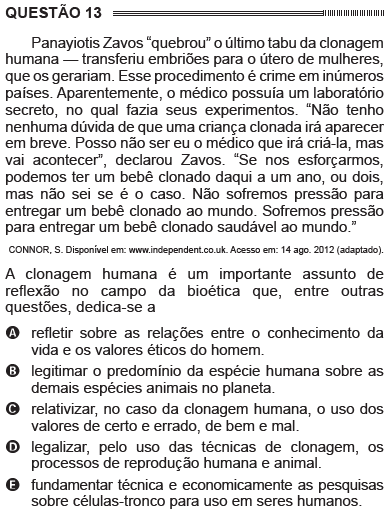 QUESTÃO 13
Panayiotis Zavos “quebrou” o último tabu da clonagem
humana — transferiu embriões para o útero de mulheres,
que os gerariam. Esse procedimento é crime em inúmeros
países. Aparentemente, o médico possuía um laboratório
secreto, no qual fazia seus experimentos. “Não tenho
nenhuma dúvida de que uma criança clonada irá aparecer
em breve. Posso não ser eu o médico que irá criá-la, mas
vai acontecer”, declarou Zavos. “Se nos esforçarmos,
podemos ter um bebê clonado daqui a um ano, ou dois,
mas não sei se é o caso. Não sofremos pressão para
entregar um bebê clonado ao mundo. Sofremos pressão
para entregar um bebê clonado saudável ao mundo.”
CONNOR, S. Disponível em: www.independent.co.uk. Acesso em: 14 ago. 2012 (adaptado).
A clonagem humana é um importante assunto de
reflexão no campo da bioética que, entre outras
questões, dedica-se a
A refletir sobre as relações entre o conhecimento da
vida e os valores éticos do homem.
B legitimar o predomínio da espécie humana sobre as
demais espécies animais no planeta.
C relativizar, no caso da clonagem humana, o uso dos
valores de certo e errado, de bem e mal.
D legalizar, pelo uso das técnicas de clonagem, os
processos de reprodução humana e animal.
E fundamentar técnica e economicamente as pesquisas
sobre células-tronco para uso em seres humanos.